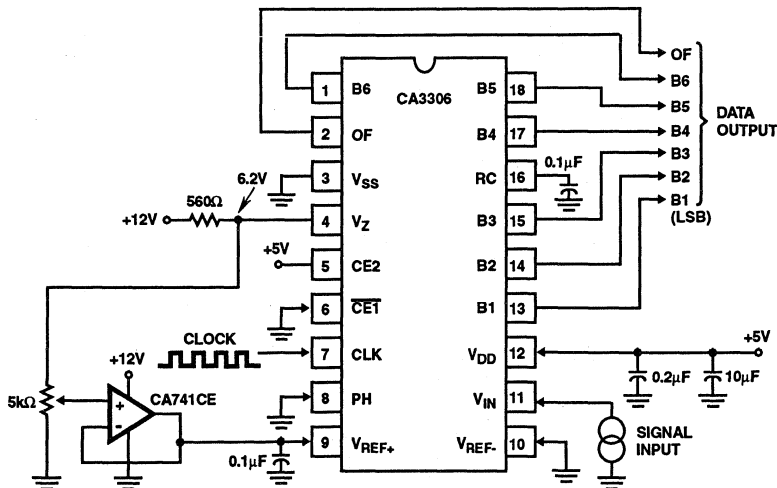 CA3306
1 B6
2 OF
3 VSS
4 VZ
5 CE2
6 CE1
7 CLK
8 PH
9 VREF+
B5 18
B4 17
RC 16
B3 15
B2 14
B1 13
VDD 12
VIN 11
VREF- 10
OF
B6
B5
B4
B3
B2
B1
(LSB)
DATA
OUTPUT
0.1µF
6.2V
560Ω
+12V
+5V
CLOCK
+12V
CA741CE
5kΩ
+
-
0.1µF
+5V
0.2µF
10µF
SIGNAL
INPUT